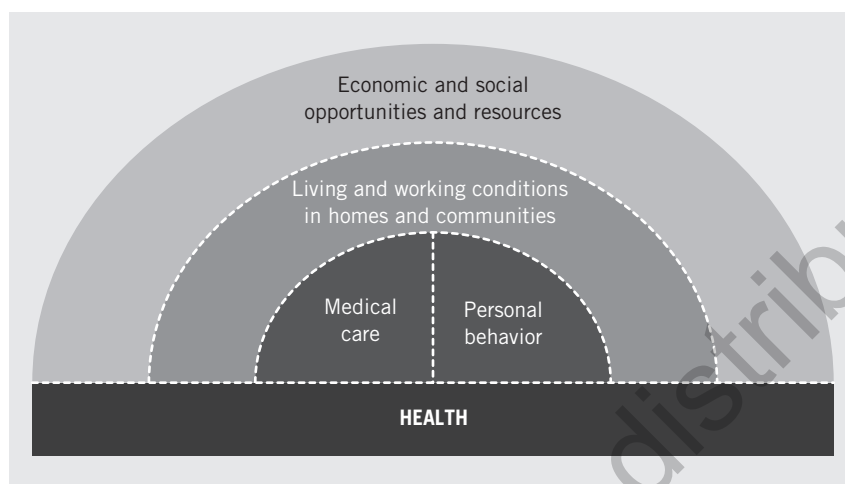 Economic and social
opportunities and resources
Living and working conditions
in homes and communities
Medical
care
Personal
behavior
HEALTH
distribu